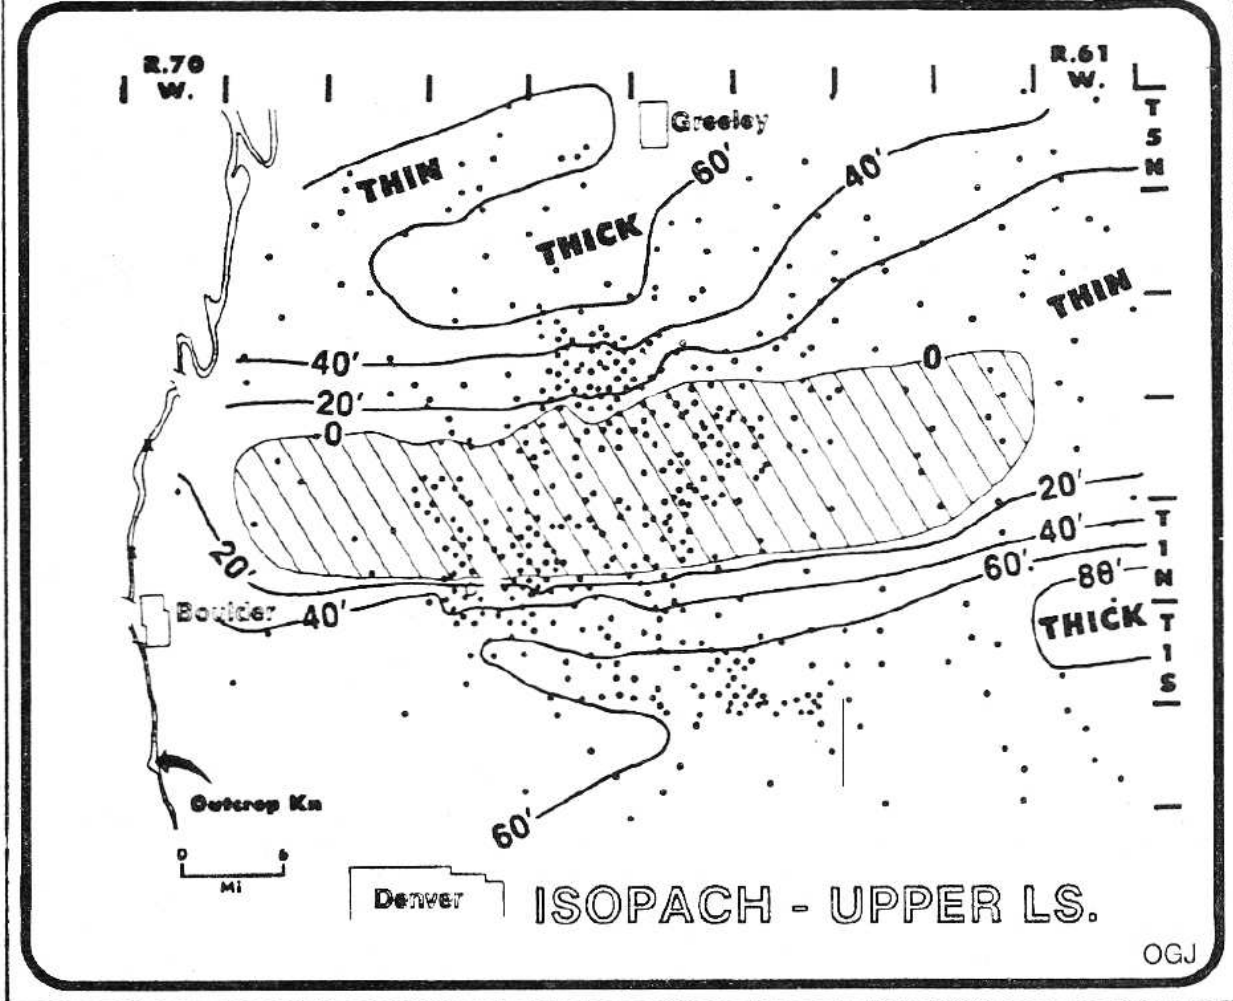 R.70
W.
R.61
W.
T
5
N
Greeley
60'
40'
THIN
THICK
THIN
40'
20'
0
0
20'
40'
60'
80'
20'
40'
T
1
N
THICK
T
1
S
Boulder
Outcrop Kn
60'
0 6
Mi
Denver
ISOPACH - UPPER LS.
OGJ